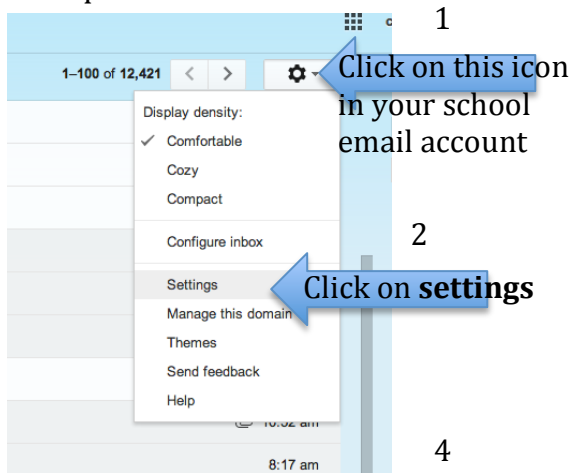 1
1–100 of 12,421
Click on this icon
in your school
email account
Display density:
Comfortable
Cozy
Compact
Configure inbox
2
Settings
Click on settings
Manage this domain
Themes
Send feedback
Help
10:52 am
8:17 am
4